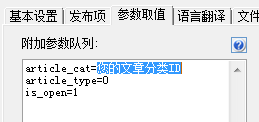 基本设置 发布项 参数取值 语言翻译 文件
附加参数队列:
article_cat=您的文章分类ID
article_type=0
is_open=1